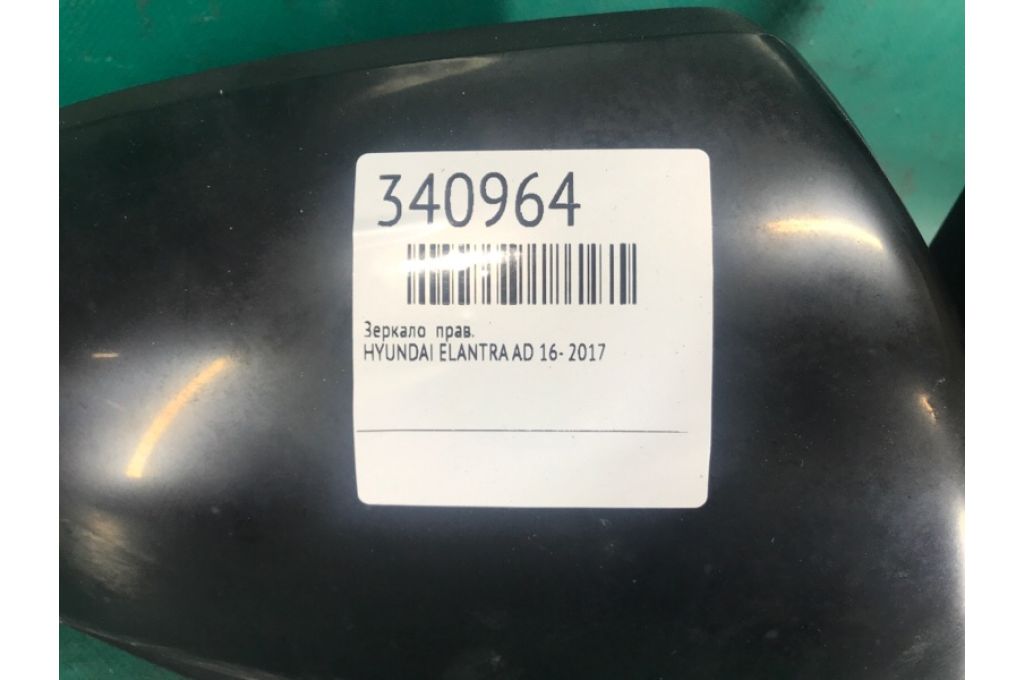 340964
Зеркало прав.
HYUNDAI ELANTRA AD 16- 2017